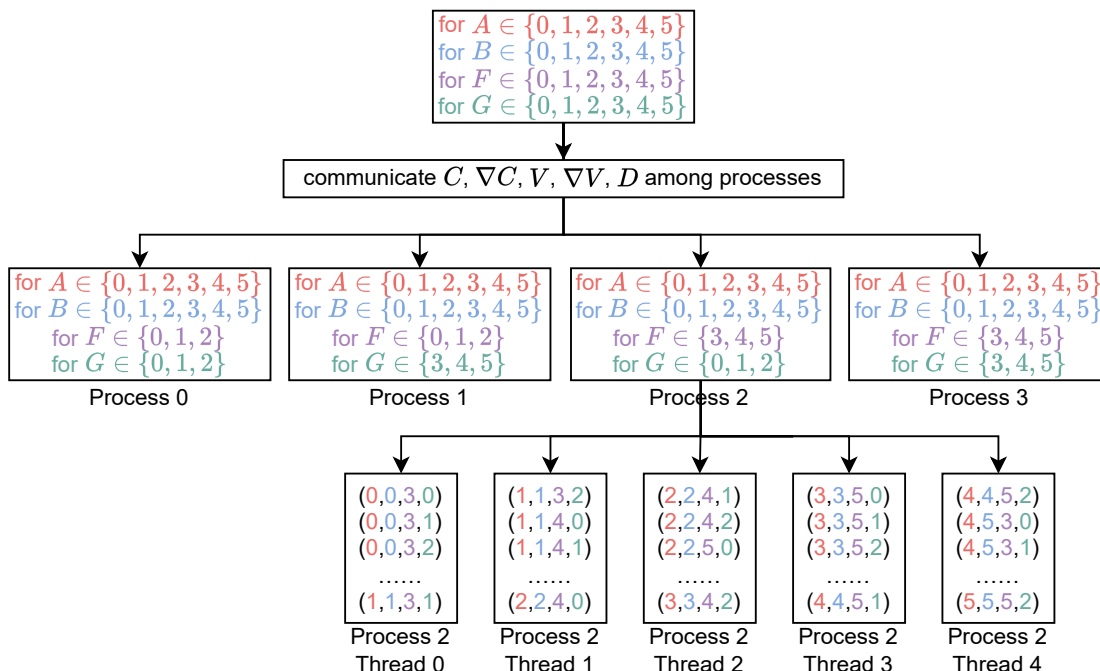 for A ∈ {0, 1, 2, 3, 4, 5}
for B ∈ {0, 1, 2, 3, 4, 5}
for F ∈ {0, 1, 2, 3, 4, 5}
for G ∈ {0, 1, 2, 3, 4, 5}
communicate C, ∇C, V, ∇V, D among processes
for A ∈ {0, 1, 2, 3, 4, 5}
for B ∈ {0, 1, 2, 3, 4, 5}
for F ∈ {0, 1, 2}
for G ∈ {0, 1, 2}
Process 0
for A ∈ {0, 1, 2, 3, 4, 5}
for B ∈ {0, 1, 2, 3, 4, 5}
for F ∈ {0, 1, 2}
for G ∈ {3, 4, 5}
Process 1
for A ∈ {0, 1, 2, 3, 4, 5}
for B ∈ {0, 1, 2, 3, 4, 5}
for F ∈ {3, 4, 5}
for G ∈ {0, 1, 2}
Process 2
for A ∈ {0, 1, 2, 3, 4, 5}
for B ∈ {0, 1, 2, 3, 4, 5}
for F ∈ {3, 4, 5}
for G ∈ {3, 4, 5}
Process 3
(0,0,3,0)
(0,0,3,1)
(0,0,3,2)
......
(1,1,3,1)
Process 2
Thread 0
(1,1,3,2)
(1,1,4,0)
(1,1,4,1)
......
(2,2,4,0)
Process 2
Thread 1
(2,2,4,1)
(2,2,4,2)
(2,2,5,0)
......
(3,3,4,2)
Process 2
Thread 2
(3,3,5,0)
(3,3,5,1)
(3,3,5,2)
......
(4,4,5,1)
Process 2
Thread 3
(4,4,5,2)
(4,5,3,0)
(4,5,3,1)
......
(5,5,5,2)
Process 2
Thread 4